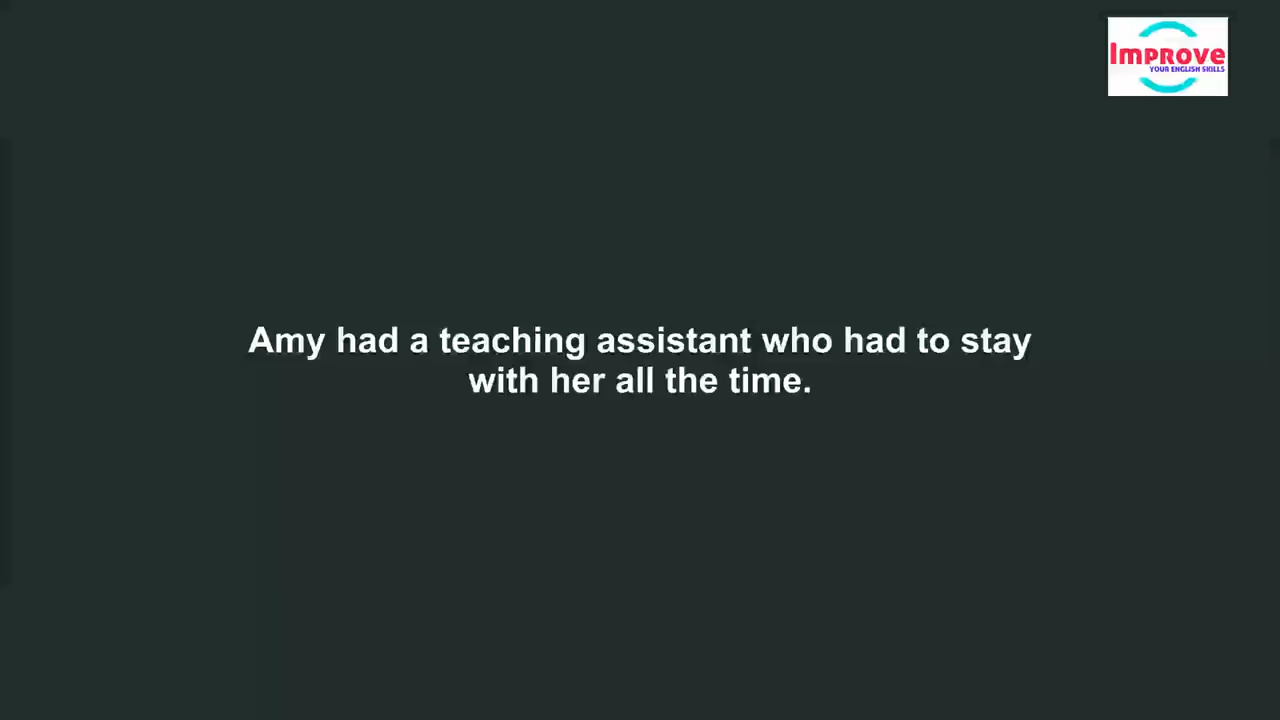 Improve
YOUR ENGLISH SKILLS
Amy had a teaching assistant who had to stay
with her all the time.